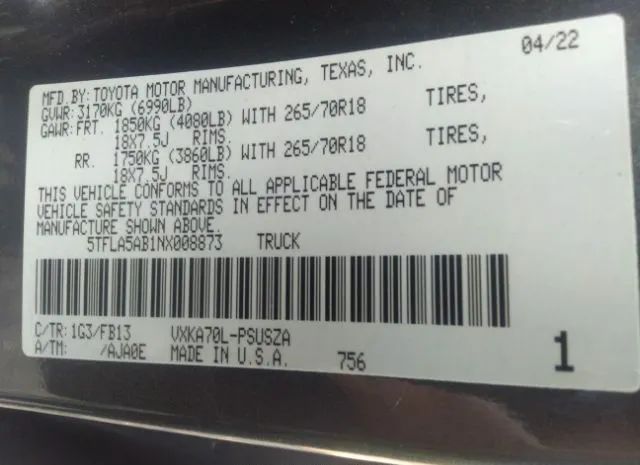 04/22
MFD.BY:TOYOTA MOTOR MANUFACTURING, TEXAS, INC.
GVWR:3170KG (6990LB)
GAWR:FRT. 1850KG (4080LB) WITH 265/70R18 TIRES,
18X7.5J RIMS.
RR. 1750KG (3860LB) WITH 265/70R18 TIRES,
18X7.5J RIMS.
THIS VEHICLE CONFORMS TO ALL APPLICABLE FEDERAL MOTOR
VEHICLE SAFETY STANDARDS IN EFFECT ON THE DATE OF
MANUFACTURE SHOWN ABOVE.
5TFLA5AB1NX008873 TRUCK
C/TR:1G3/FB13 VXKA70L-PSUSZA
A/TM: /AJA0E MADE IN U.S.A. 756 1